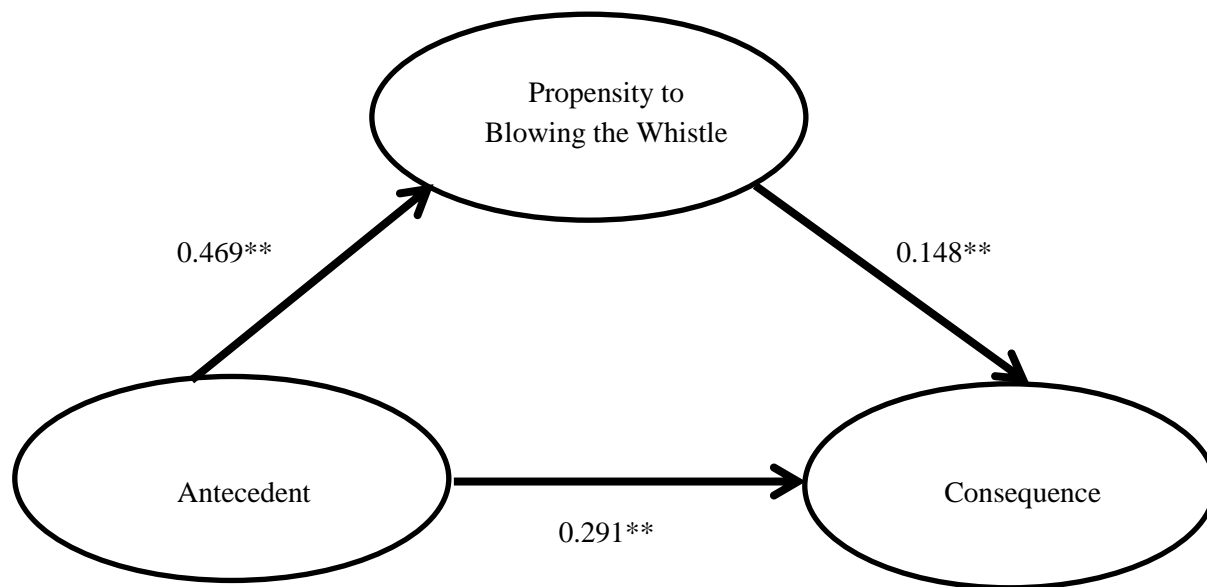 Propensity to
Blowing the Whistle
0.469**
0.148**
Antecedent
Consequence
0.291**